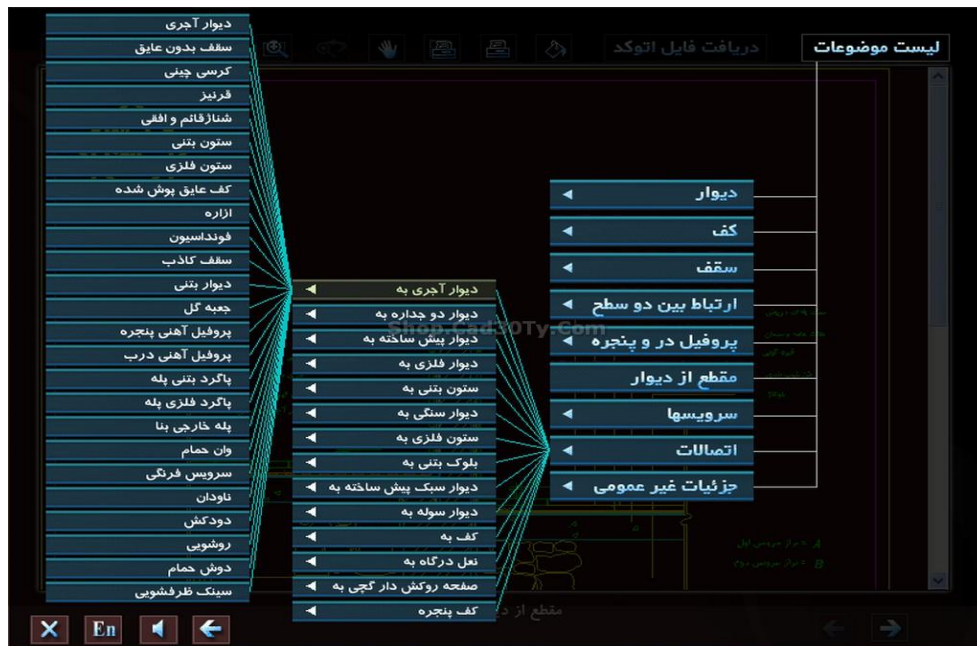 لیست موضوعات
دریافت فایل اتوکد
دیوار
کف
سقف
ارتباط بین دو سطح
پروفیل در و پنجره
مقطع از دیوار
سرویسها
اتصالات
جزئیات غیر عمومی
دیوار آجری به
دیوار دو جداره به
دیوار پیش ساخته به
دیوار فلزی به
ستون بتنی به
دیوار سنگی به
ستون فلزی به
بلوک بتنی به
دیوار سبک پیش ساخته به
دیوار سوله به
کف به
نعل درگاه به
صفحه روکش دار گچی به
کف پنجره
دیوار آجری
سقف بدون عایق
کرسی چینی
قرنیز
شناژقائم و افقی
ستون بتنی
ستون فلزی
کف عایق پوش شده
ازاره
فونداسیون
سقف کاذب
دیوار بتنی
جعبه گل
پروفیل آهنی پنجره
پروفیل آهنی درب
پاگرد بتنی پله
پاگرد فلزی پله
پله خارجی بنا
وان حمام
سرویس فرنگی
ناودان
دودکش
روشویی
دوش حمام
سینک ظرفشویی
Shop.Cad30Ty.Com
مقطع از
En